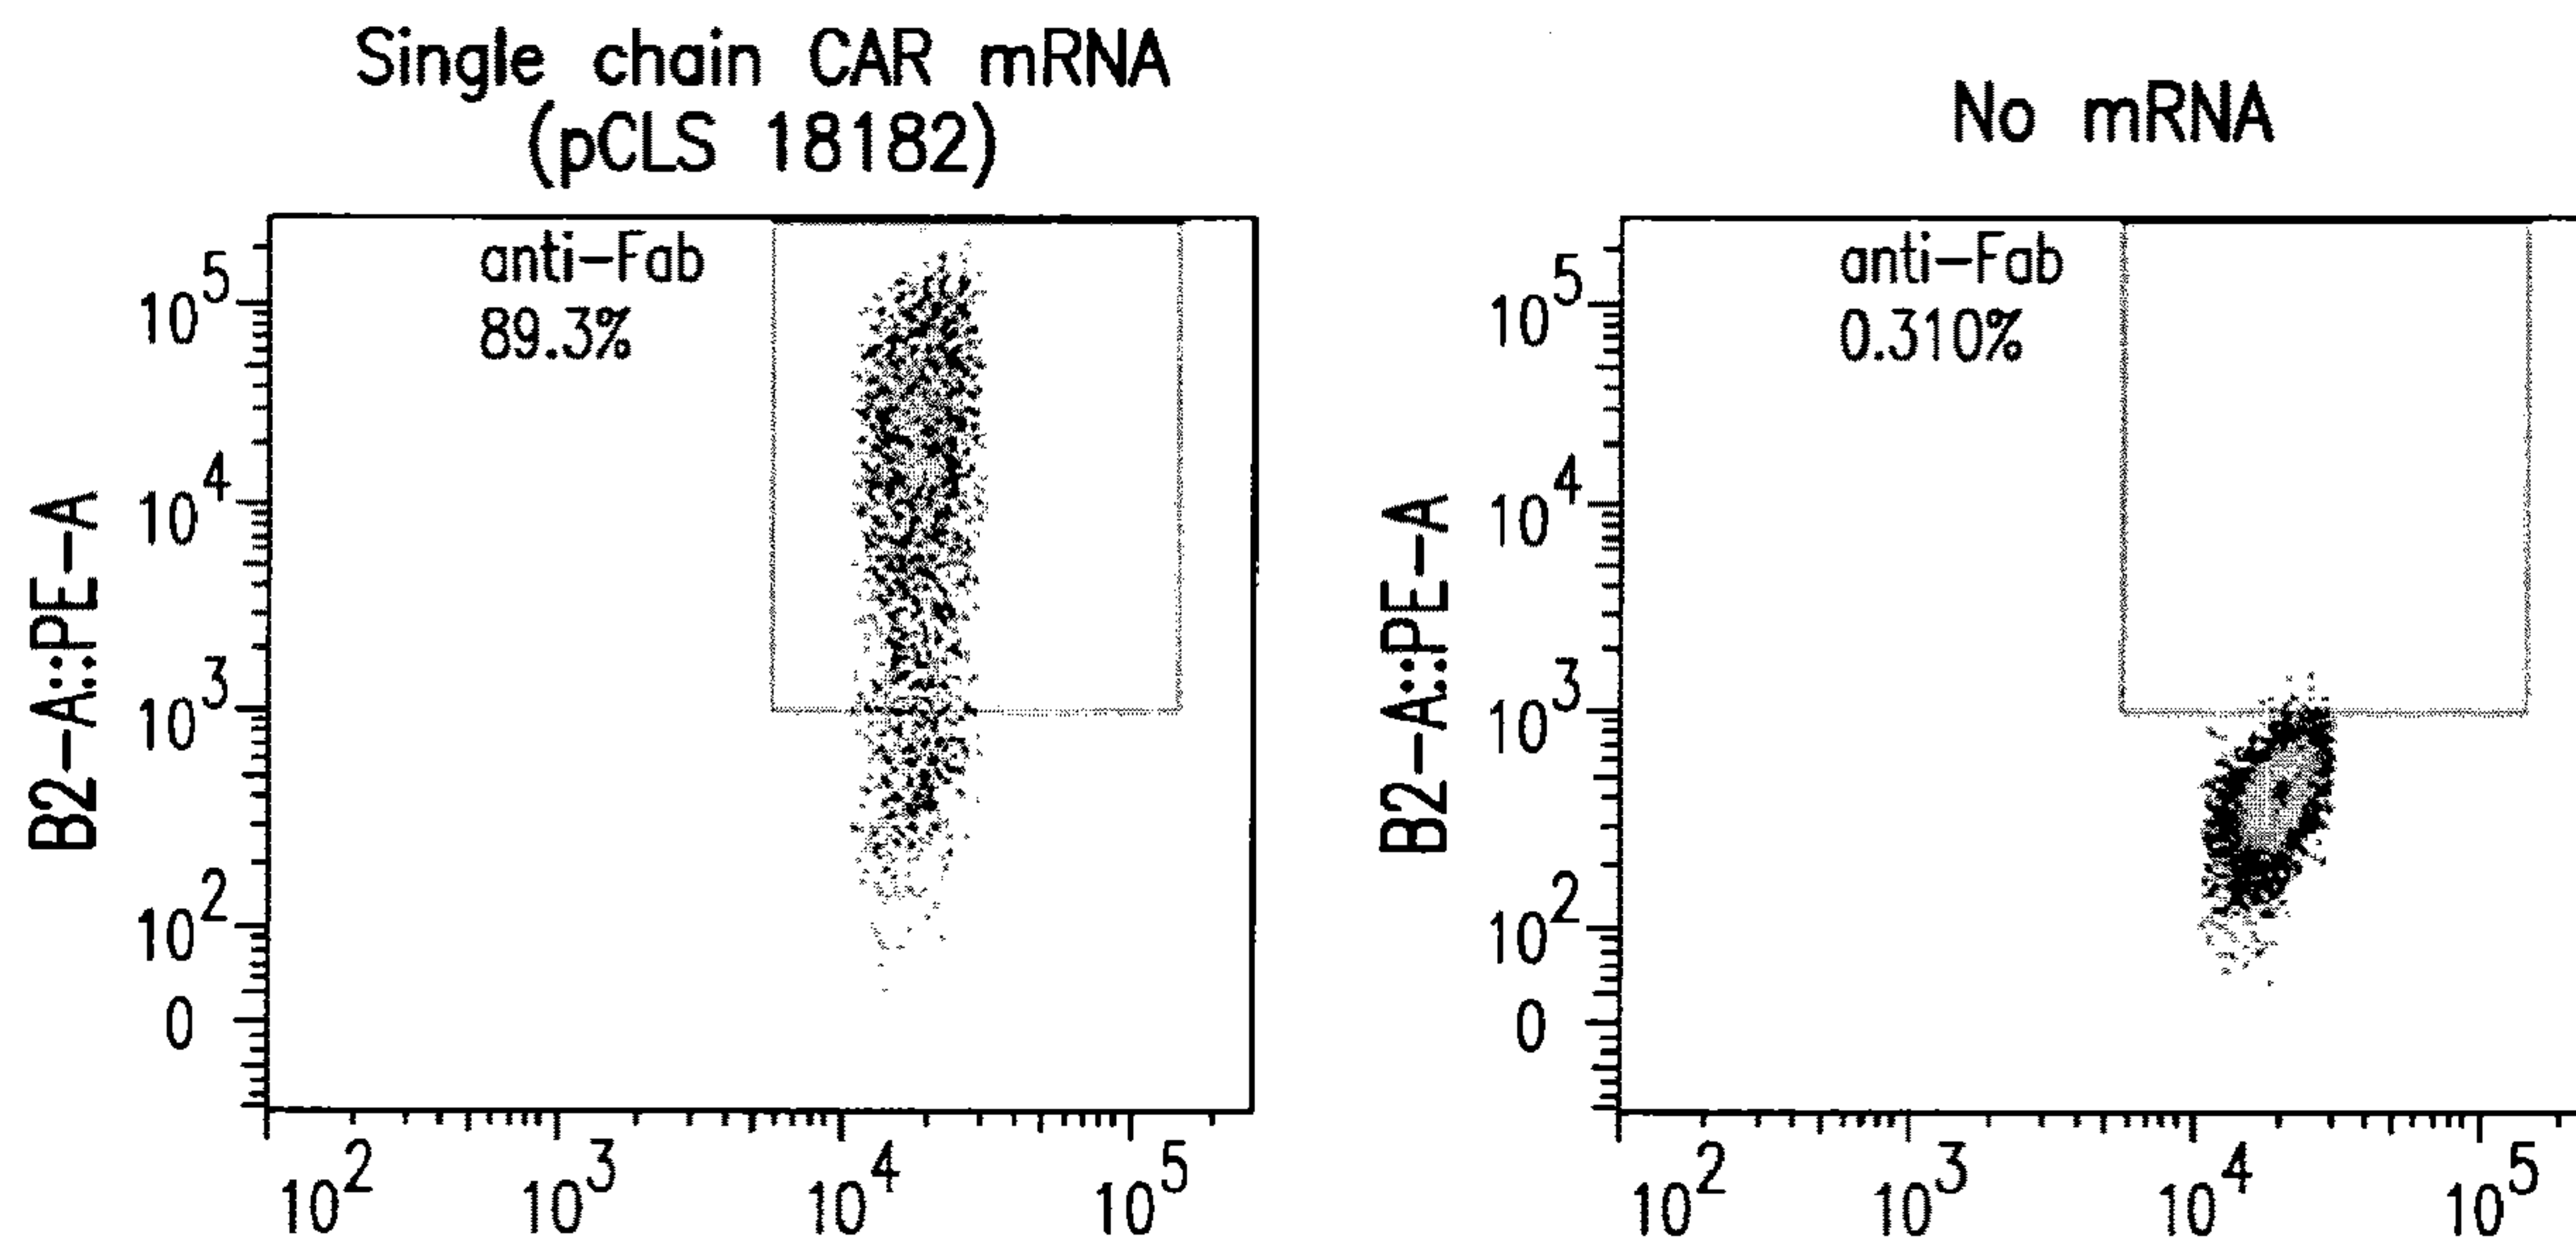 Single chain CAR mRNA
(pCLS 18182)
anti-Fab
89.3%
B2-A::PE-A
10^5
10^4
10^3
10^2
0
10^2 10^3 10^4 10^5
No mRNA
anti-Fab
0.310%
B2-A::PE-A
10^5
10^4
10^3
10^2
0
10^2 10^3 10^4 10^5